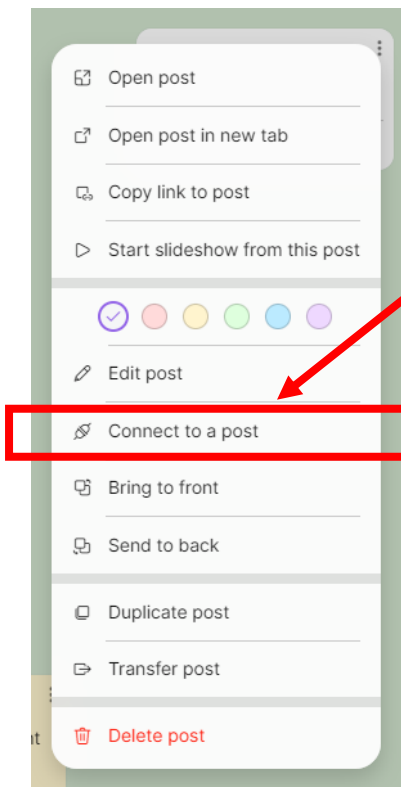 Open post
Open post in new tab
Copy link to post
Start slideshow from this post
Edit post
Connect to a post
Bring to front
Send to back
Duplicate post
Transfer post
nt
Delete post